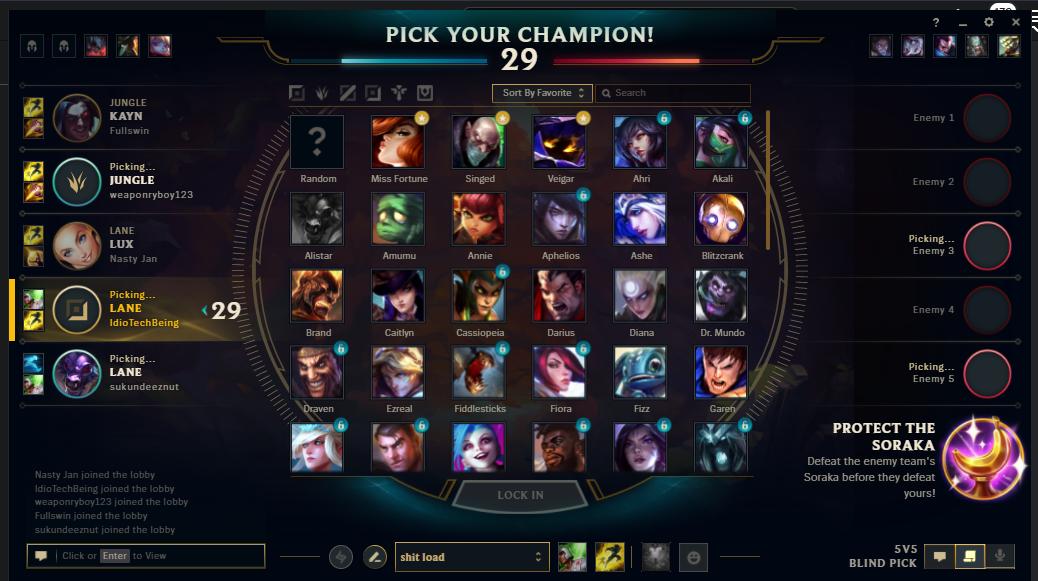 PICK YOUR CHAMPION!
29
?
Sort By Favorite
Search
JUNGLE
KAYN
Fullswin
Picking...
JUNGLE
weaponryboy123
LANE
LUX
Nasty Jan
Picking...
LANE
IdioTechBeing
29
Picking...
LANE
sukundeeznut
?
Random
Miss Fortune
Singed
Veigar
Ahri
Akali
Alistar
Amumu
Annie
Aphelios
Ashe
Blitzcrank
Brand
Caitlyn
Cassiopeia
Darius
Diana
Dr. Mundo
Draven
Ezreal
Fiddlesticks
Fiora
Fizz
Garen
Enemy 1
Enemy 2
Picking...
Enemy 3
Enemy 4
Picking...
Enemy 5
PROTECT THE
SORAKA
Defeat the enemy team's
Soraka before they defeat
yours!
LOCK IN
Nasty Jan joined the lobby
IdioTechBeing joined the lobby
weaponryboy123 joined the lobby
Fullswin joined the lobby
sukundeeznut joined the lobby
Click or Enter to View
shit load
5V5
BLIND PICK